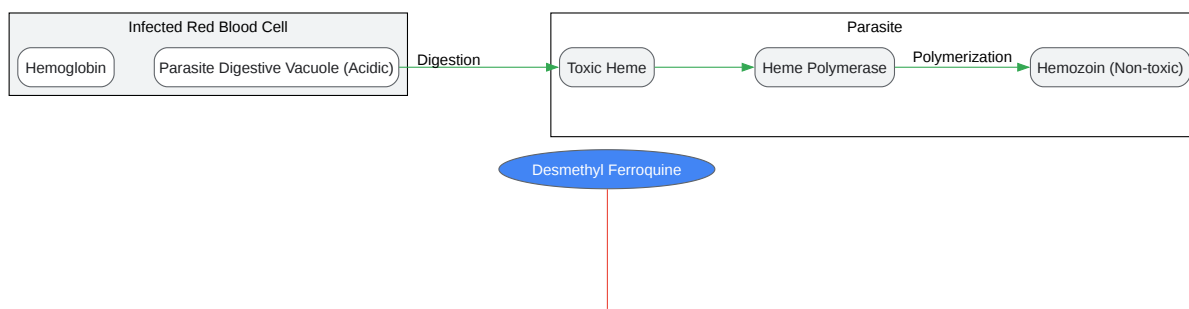 Infected Red Blood Cell
Parasite
Hemoglobin
Parasite Digestive Vacuole (Acidic)
Digestion
Toxic Heme
Heme Polymerase
Polymerization
Hemozoin (Non-toxic)
Desmethyl Ferroquine